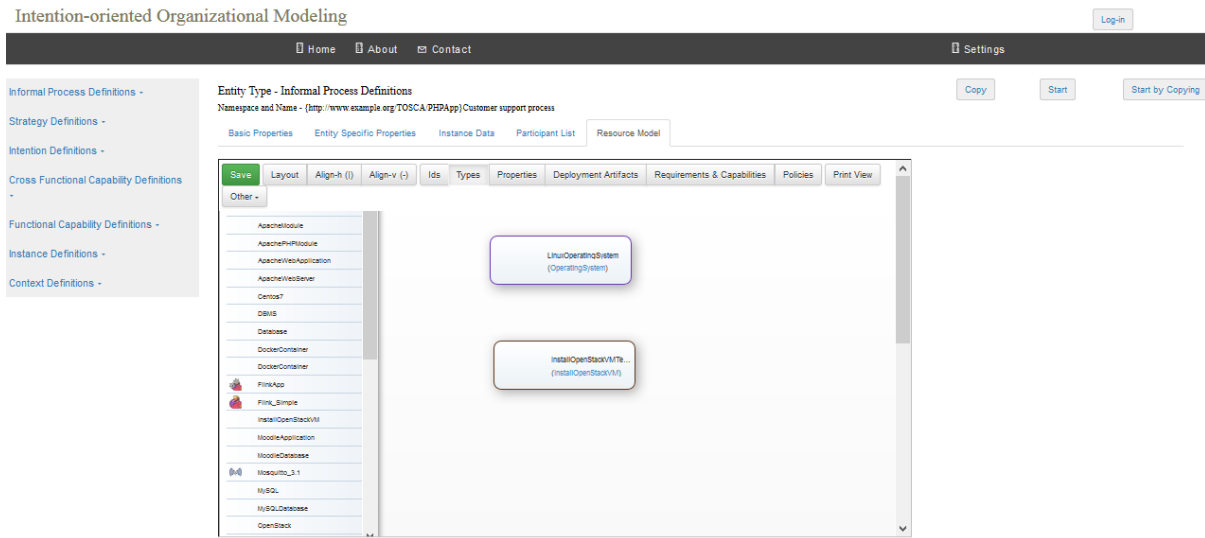 Intention-oriented Organizational Modeling
Log-in
Home About Contact Settings
Informal Process Definitions -
Strategy Definitions -
Intention Definitions -
Cross Functional Capability Definitions
-
Functional Capability Definitions -
Instance Definitions -
Context Definitions -
Entity Type - Informal Process Definitions
Namespace and Name - {http://www.example.org/TOSCA/PHPApp}Customer support process
Copy Start Start by Copying
Basic Properties Entity Specific Properties Instance Data Participant List Resource Model
Save Layout Align-h (|) Align-v (-) Ids Types Properties Deployment Artifacts Requirements & Capabilities Policies Print View
Other
ApacheModule
ApachePHPModule
ApacheWebApplication
ApacheWebServer
Centos7
DBMS
Database
DockerContainer
DockerContainer
FlinkApp
Flink_Simple
InstallOpenStackVM
MoodleApplication
MoodleDatabase
Mosquitto_3.1
MySQL
MySQLDatabase
OpenStack
LinuxOperatingSystem
(OperatingSystem)
InstallOpenStackVMTe...
(InstallOpenStackVM)